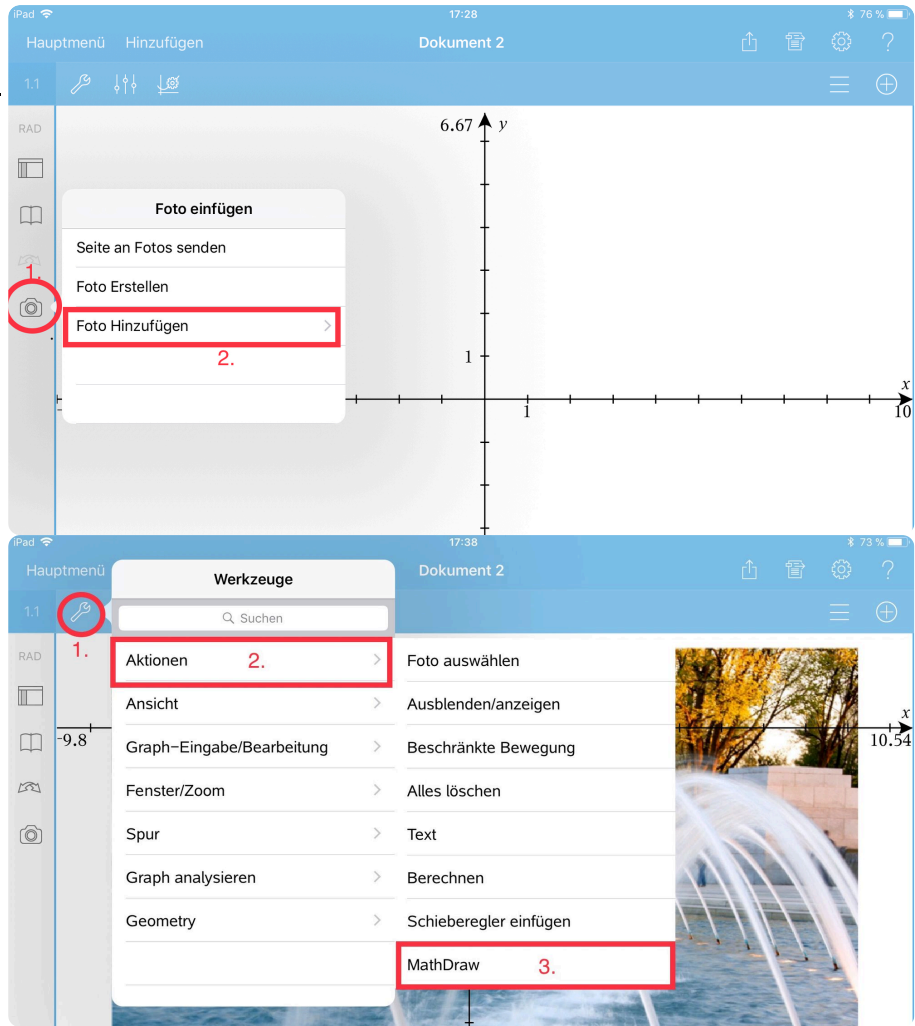 iPad 17:28 76 %
Hauptmenü Hinzufügen Dokument 2 ?
1.1
RAD
6.67 y
Foto einfügen
Seite an Fotos senden
1.
Foto Erstellen
Foto Hinzufügen
2.
1
x
1 10
iPad 17:38 73 %
Hauptmenü Werkzeuge Dokument 2 ?
1.1 Suchen
1.
RAD Aktionen 2. Foto auswählen
Ansicht Ausblenden/anzeigen
x
-9.8 Graph-Eingabe/Bearbeitung Beschränkte Bewegung 10.54
Fenster/Zoom Alles löschen
Spur Text
Graph analysieren Berechnen
Geometry Schieberegler einfügen
MathDraw 3.